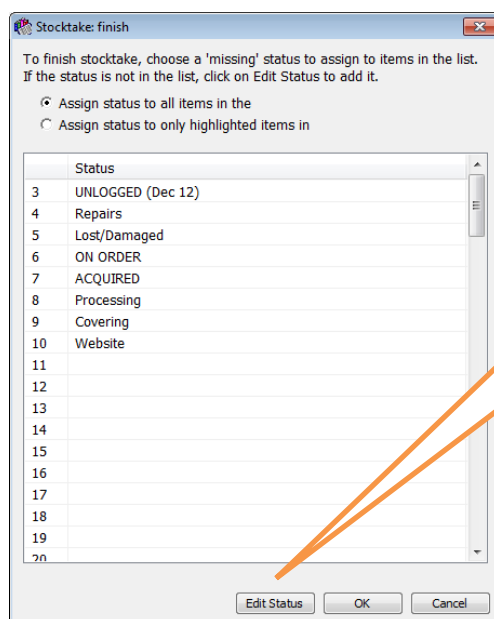 Stocktake: finish
To finish stocktake, choose a 'missing' status to assign to items in the list.
If the status is not in the list, click on Edit Status to add it.
Assign status to all items in the
Assign status to only highlighted items in
Status
3 UNLOGGED (Dec 12)
4 Repairs
5 Lost/Damaged
6 ON ORDER
7 ACQUIRED
8 Processing
9 Covering
10 Website
11
12
13
14
15
16
17
18
19
20
Edit Status OK Cancel